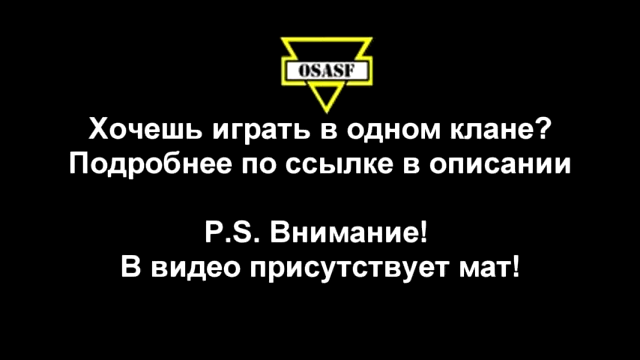 OSASF
Хочешь играть в одном клане?
Подробнее по ссылке в описании
P.S. Внимание!
В видео присутствует мат!